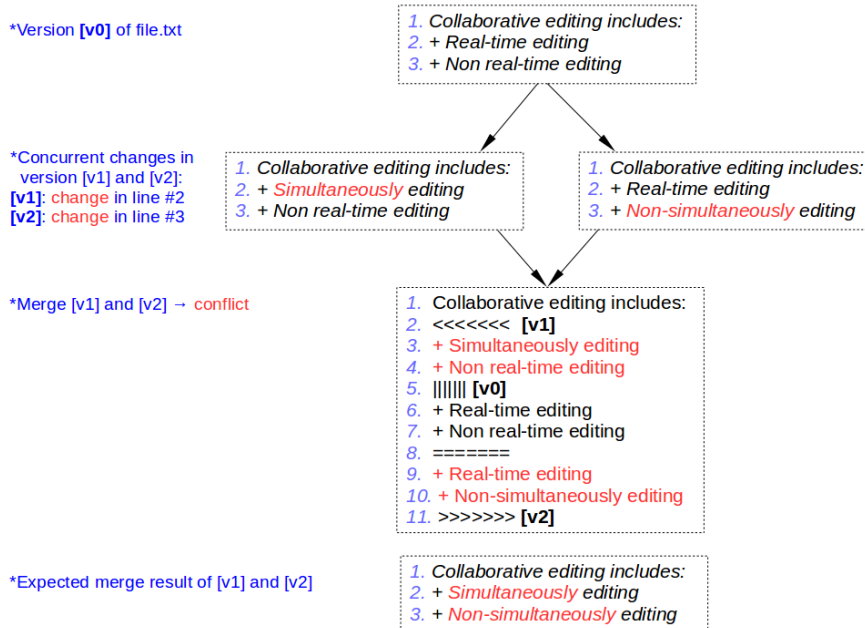 *Version [v0] of file.txt
1. Collaborative editing includes:
2. + Real-time editing
3. + Non real-time editing
*Concurrent changes in
version [v1] and [v2]:
[v1]: change in line #2
[v2]: change in line #3
1. Collaborative editing includes:
2. + Simultaneously editing
3. + Non real-time editing
1. Collaborative editing includes:
2. + Real-time editing
3. + Non-simultaneously editing
*Merge [v1] and [v2] → conflict
1. Collaborative editing includes:
2. <<<<<<< [v1]
3. + Simultaneously editing
4. + Non real-time editing
5. ||||||| [v0]
6. + Real-time editing
7. + Non real-time editing
8. =======
9. + Real-time editing
10. + Non-simultaneously editing
11. >>>>>>> [v2]
*Expected merge result of [v1] and [v2]
1. Collaborative editing includes:
2. + Simultaneously editing
3. + Non-simultaneously editing